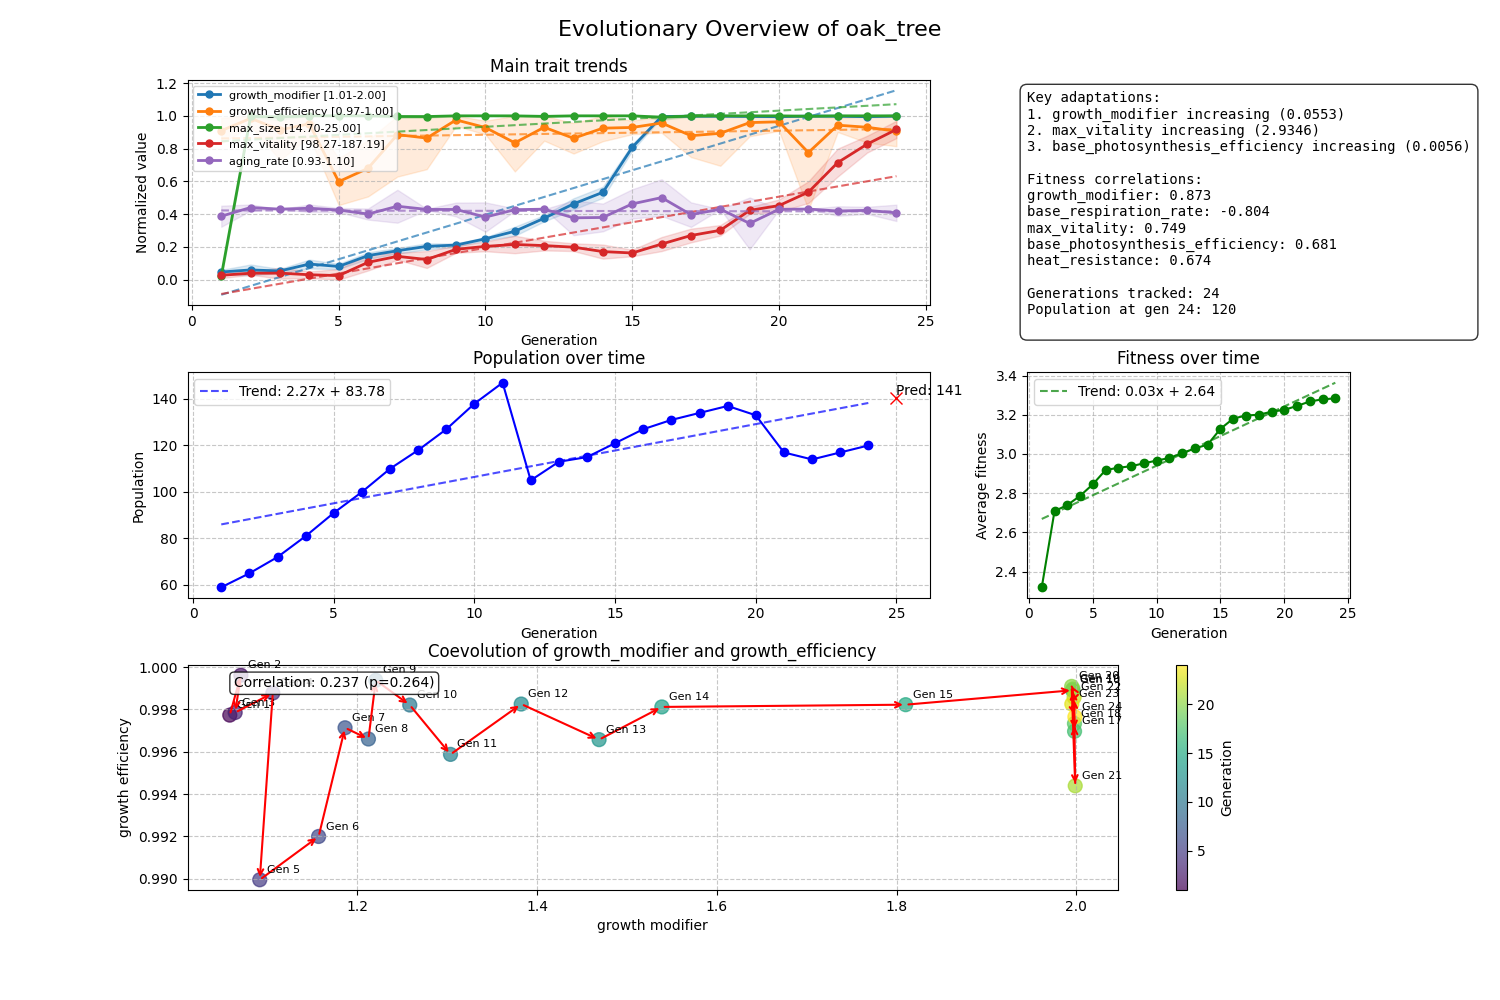 Evolutionary Overview of oak_tree
Main trait trends
growth_modifier [1.01-2.00]
growth_efficiency [0.97-1.00]
max_size [14.70-25.00]
max_vitality [98.27-187.19]
aging_rate [0.93-1.10]
Normalized value
1.2
1.0
0.8
0.6
0.4
0.2
0.0
0 5 10 15 20 25
Generation
Key adaptations:
1. growth_modifier increasing (0.0553)
2. max_vitality increasing (2.9346)
3. base_photosynthesis_efficiency increasing (0.0056)
Fitness correlations:
growth_modifier: 0.873
base_respiration_rate: -0.804
max_vitality: 0.749
base_photosynthesis_efficiency: 0.681
heat_resistance: 0.674
Generations tracked: 24
Population at gen 24: 120
Population over time
Trend: 2.27x + 83.78
Pred: 141
Population
140
120
100
80
60
0 5 10 15 20 25
Generation
Fitness over time
Trend: 0.03x + 2.64
Average fitness
3.4
3.2
3.0
2.8
2.6
2.4
0 5 10 15 20 25
Generation
Coevolution of growth_modifier and growth_efficiency
Correlation: 0.237 (p=0.264)
growth efficiency
1.000
0.998
0.996
0.994
0.992
0.990
Gen 2
Gen 5
Gen 6
Gen 7
Gen 8
Gen 9
Gen 10
Gen 11
Gen 12
Gen 13
Gen 14
Gen 15
Gen 22
Gen 23
Gen 24
Gen 18
Gen 17
Gen 21
1.2 1.4 1.6 1.8 2.0
growth modifier
20
15
10
5
Generation